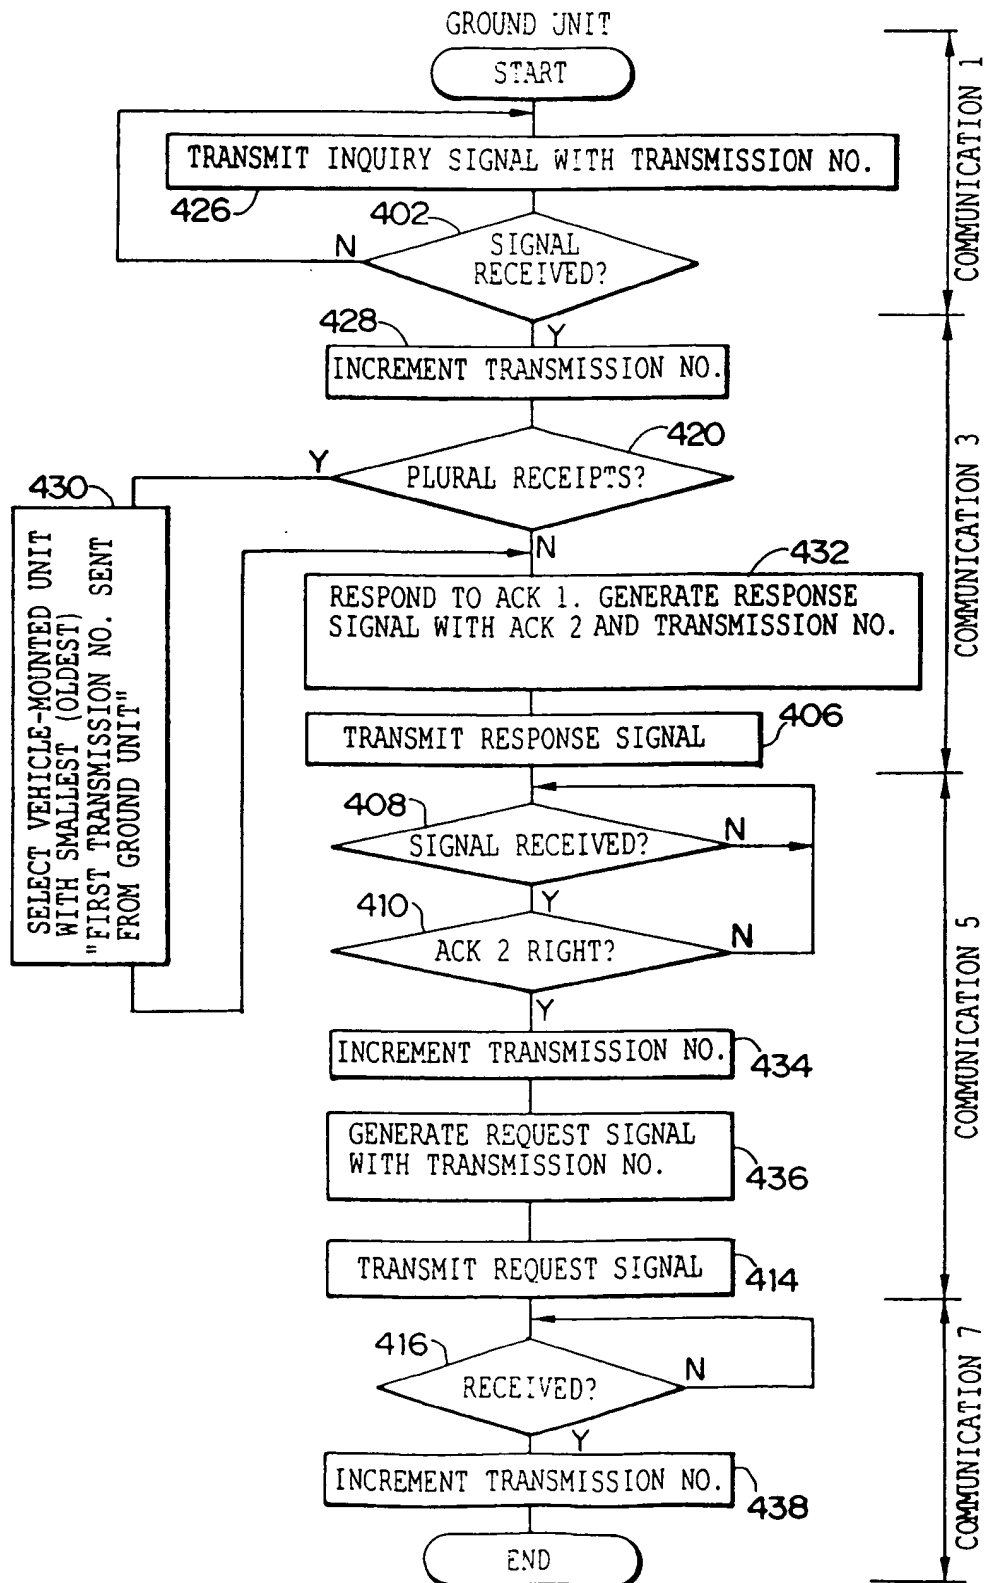 GROUND UNIT
START
TRANSMIT INQUIRY SIGNAL WITH TRANSMISSION NO.
426
402
N
SIGNAL
RECEIVED?
COMMUNICATION 1
428
Y
INCREMENT TRANSMISSION NO.
420
Y
PLURAL RECEIPTS?
430
N
SELECT VEHICLE-MOUNTED UNIT
WITH SMALLEST (OLDEST)
"FIRST TRANSMISSION NO. SENT
FROM GROUND UNIT"
432
RESPOND TO ACK 1. GENERATE RESPONSE
SIGNAL WITH ACK 2 AND TRANSMISSION NO.
406
TRANSMIT RESPONSE SIGNAL
COMMUNICATION 3
408
SIGNAL RECEIVED?
N
Y
410
ACK 2 RIGHT?
N
Y
INCREMENT TRANSMISSION NO.
434
GENERATE REQUEST SIGNAL
WITH TRANSMISSION NO.
436
TRANSMIT REQUEST SIGNAL
414
COMMUNICATION 5
416
RECEIVED?
N
Y
INCREMENT TRANSMISSION NO.
438
END
COMMUNICATION 7